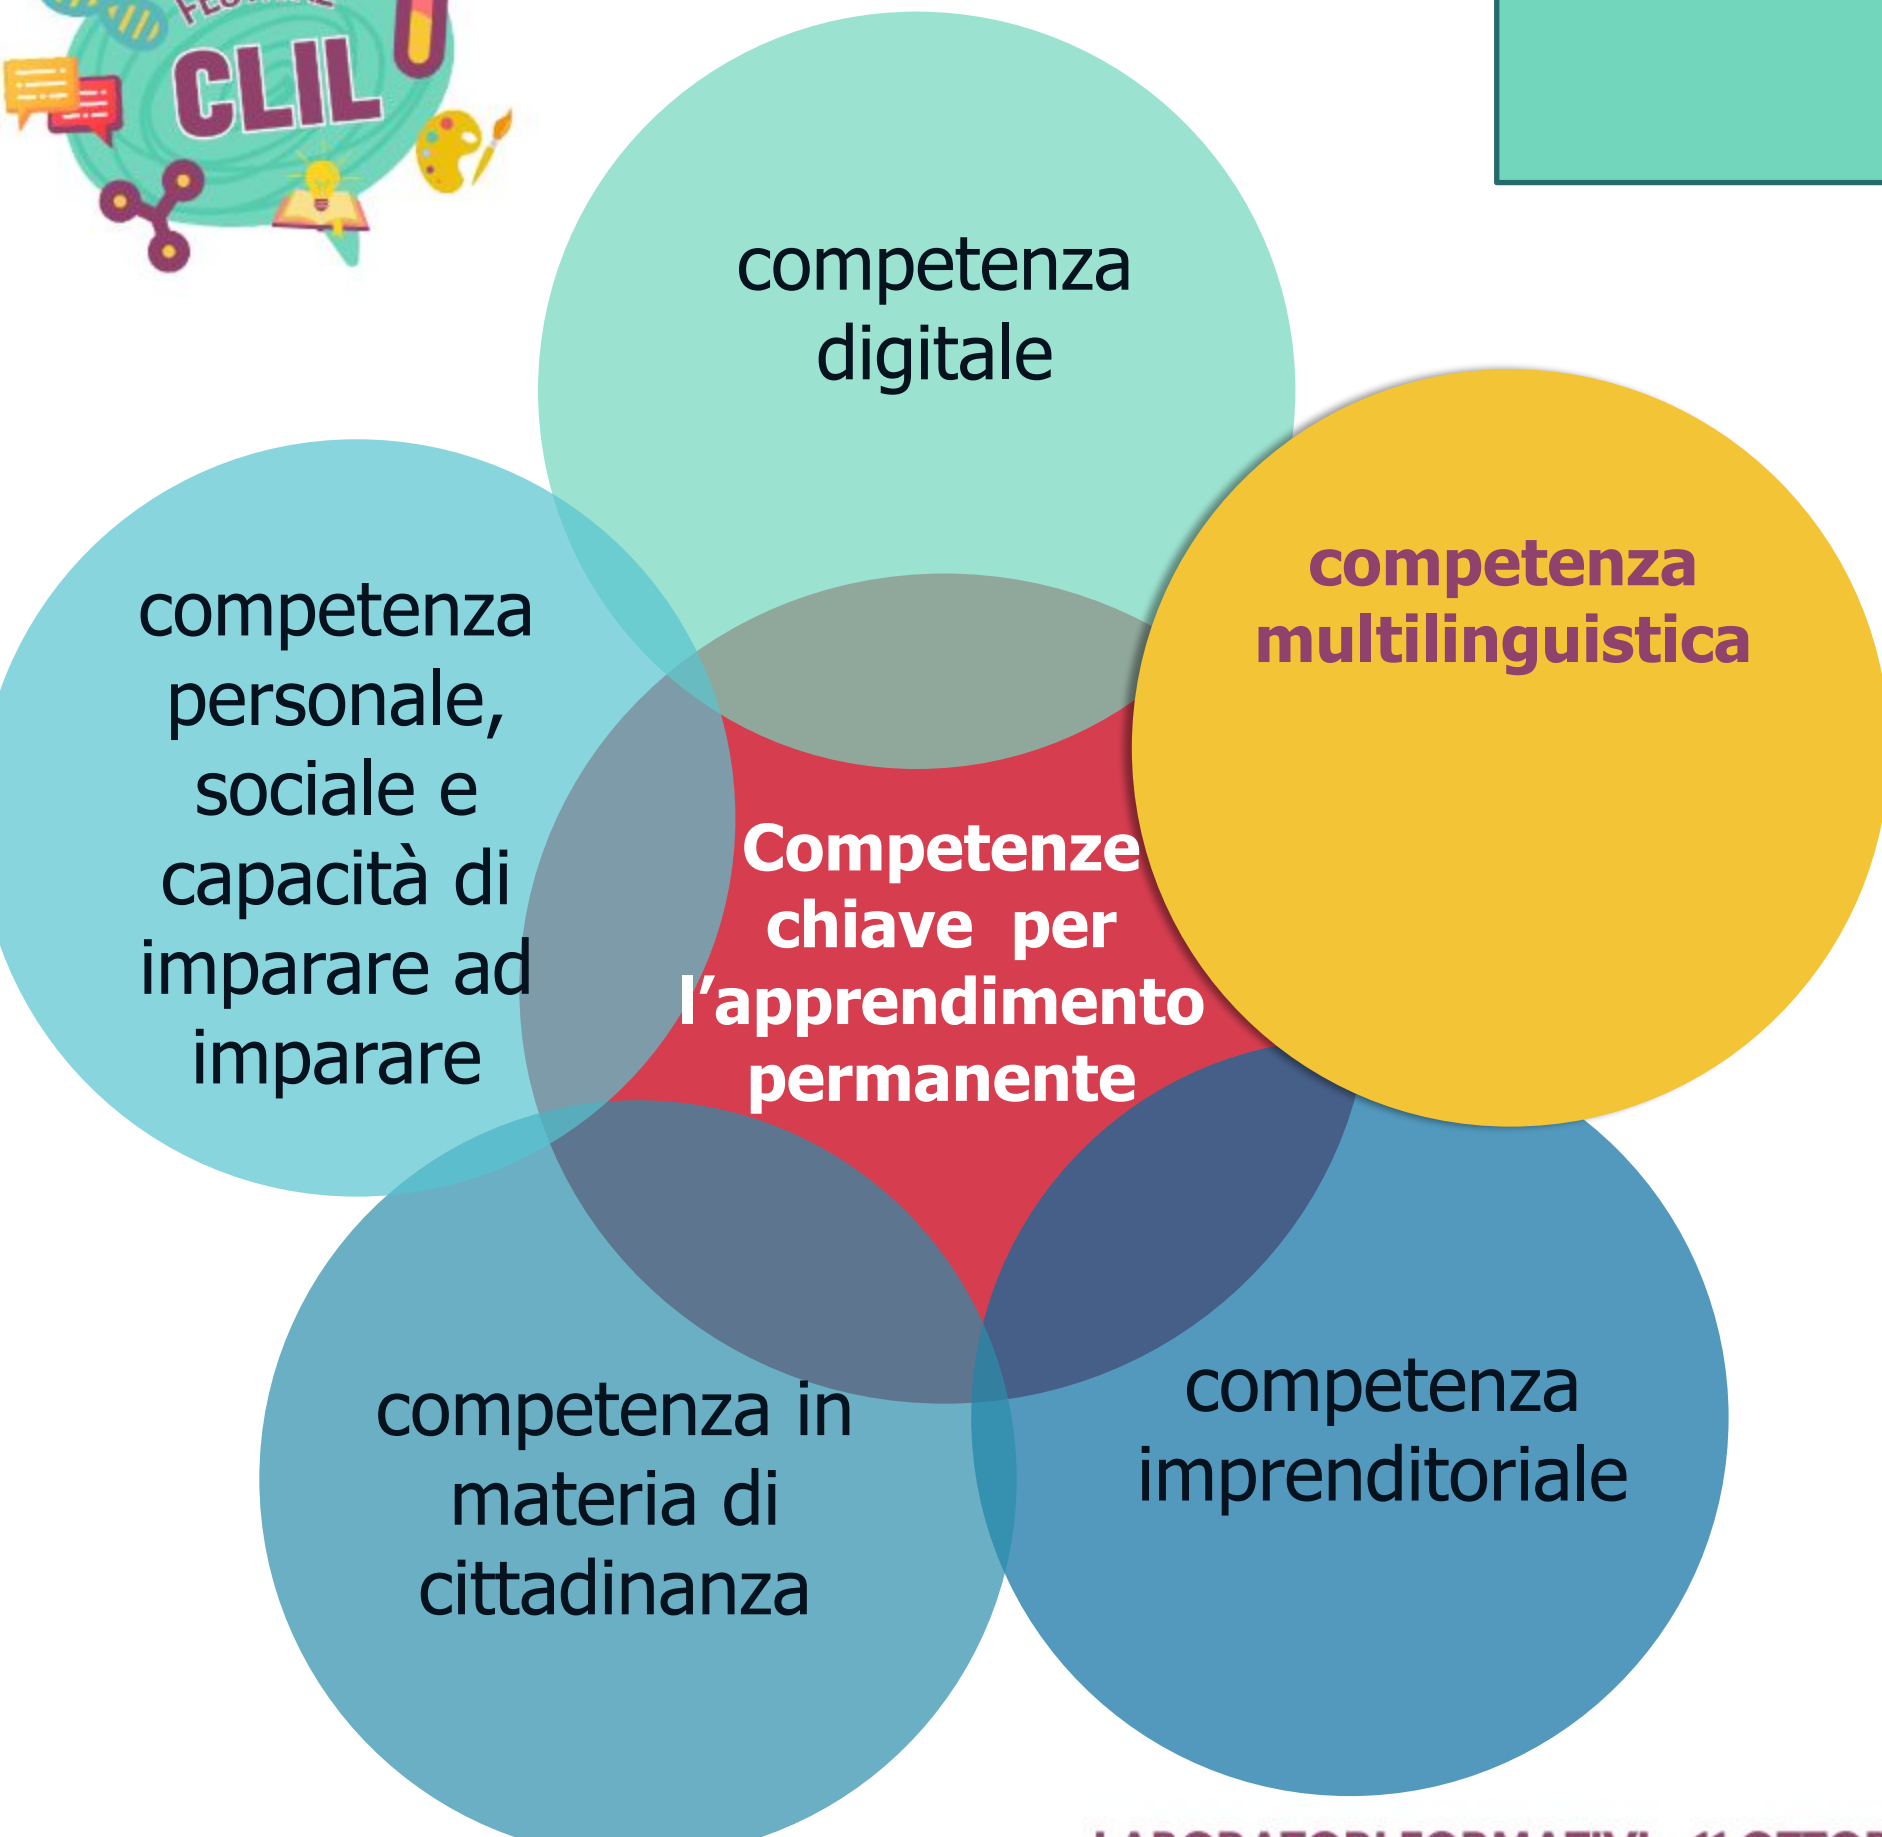 CLIL
competenza
digitale
competenza
multilinguistica
competenza
personale,
sociale e
capacità di
imparare ad
imparare
Competenze
chiave per
l’apprendimento
permanente
competenza in
materia di
cittadinanza
competenza
imprenditoriale